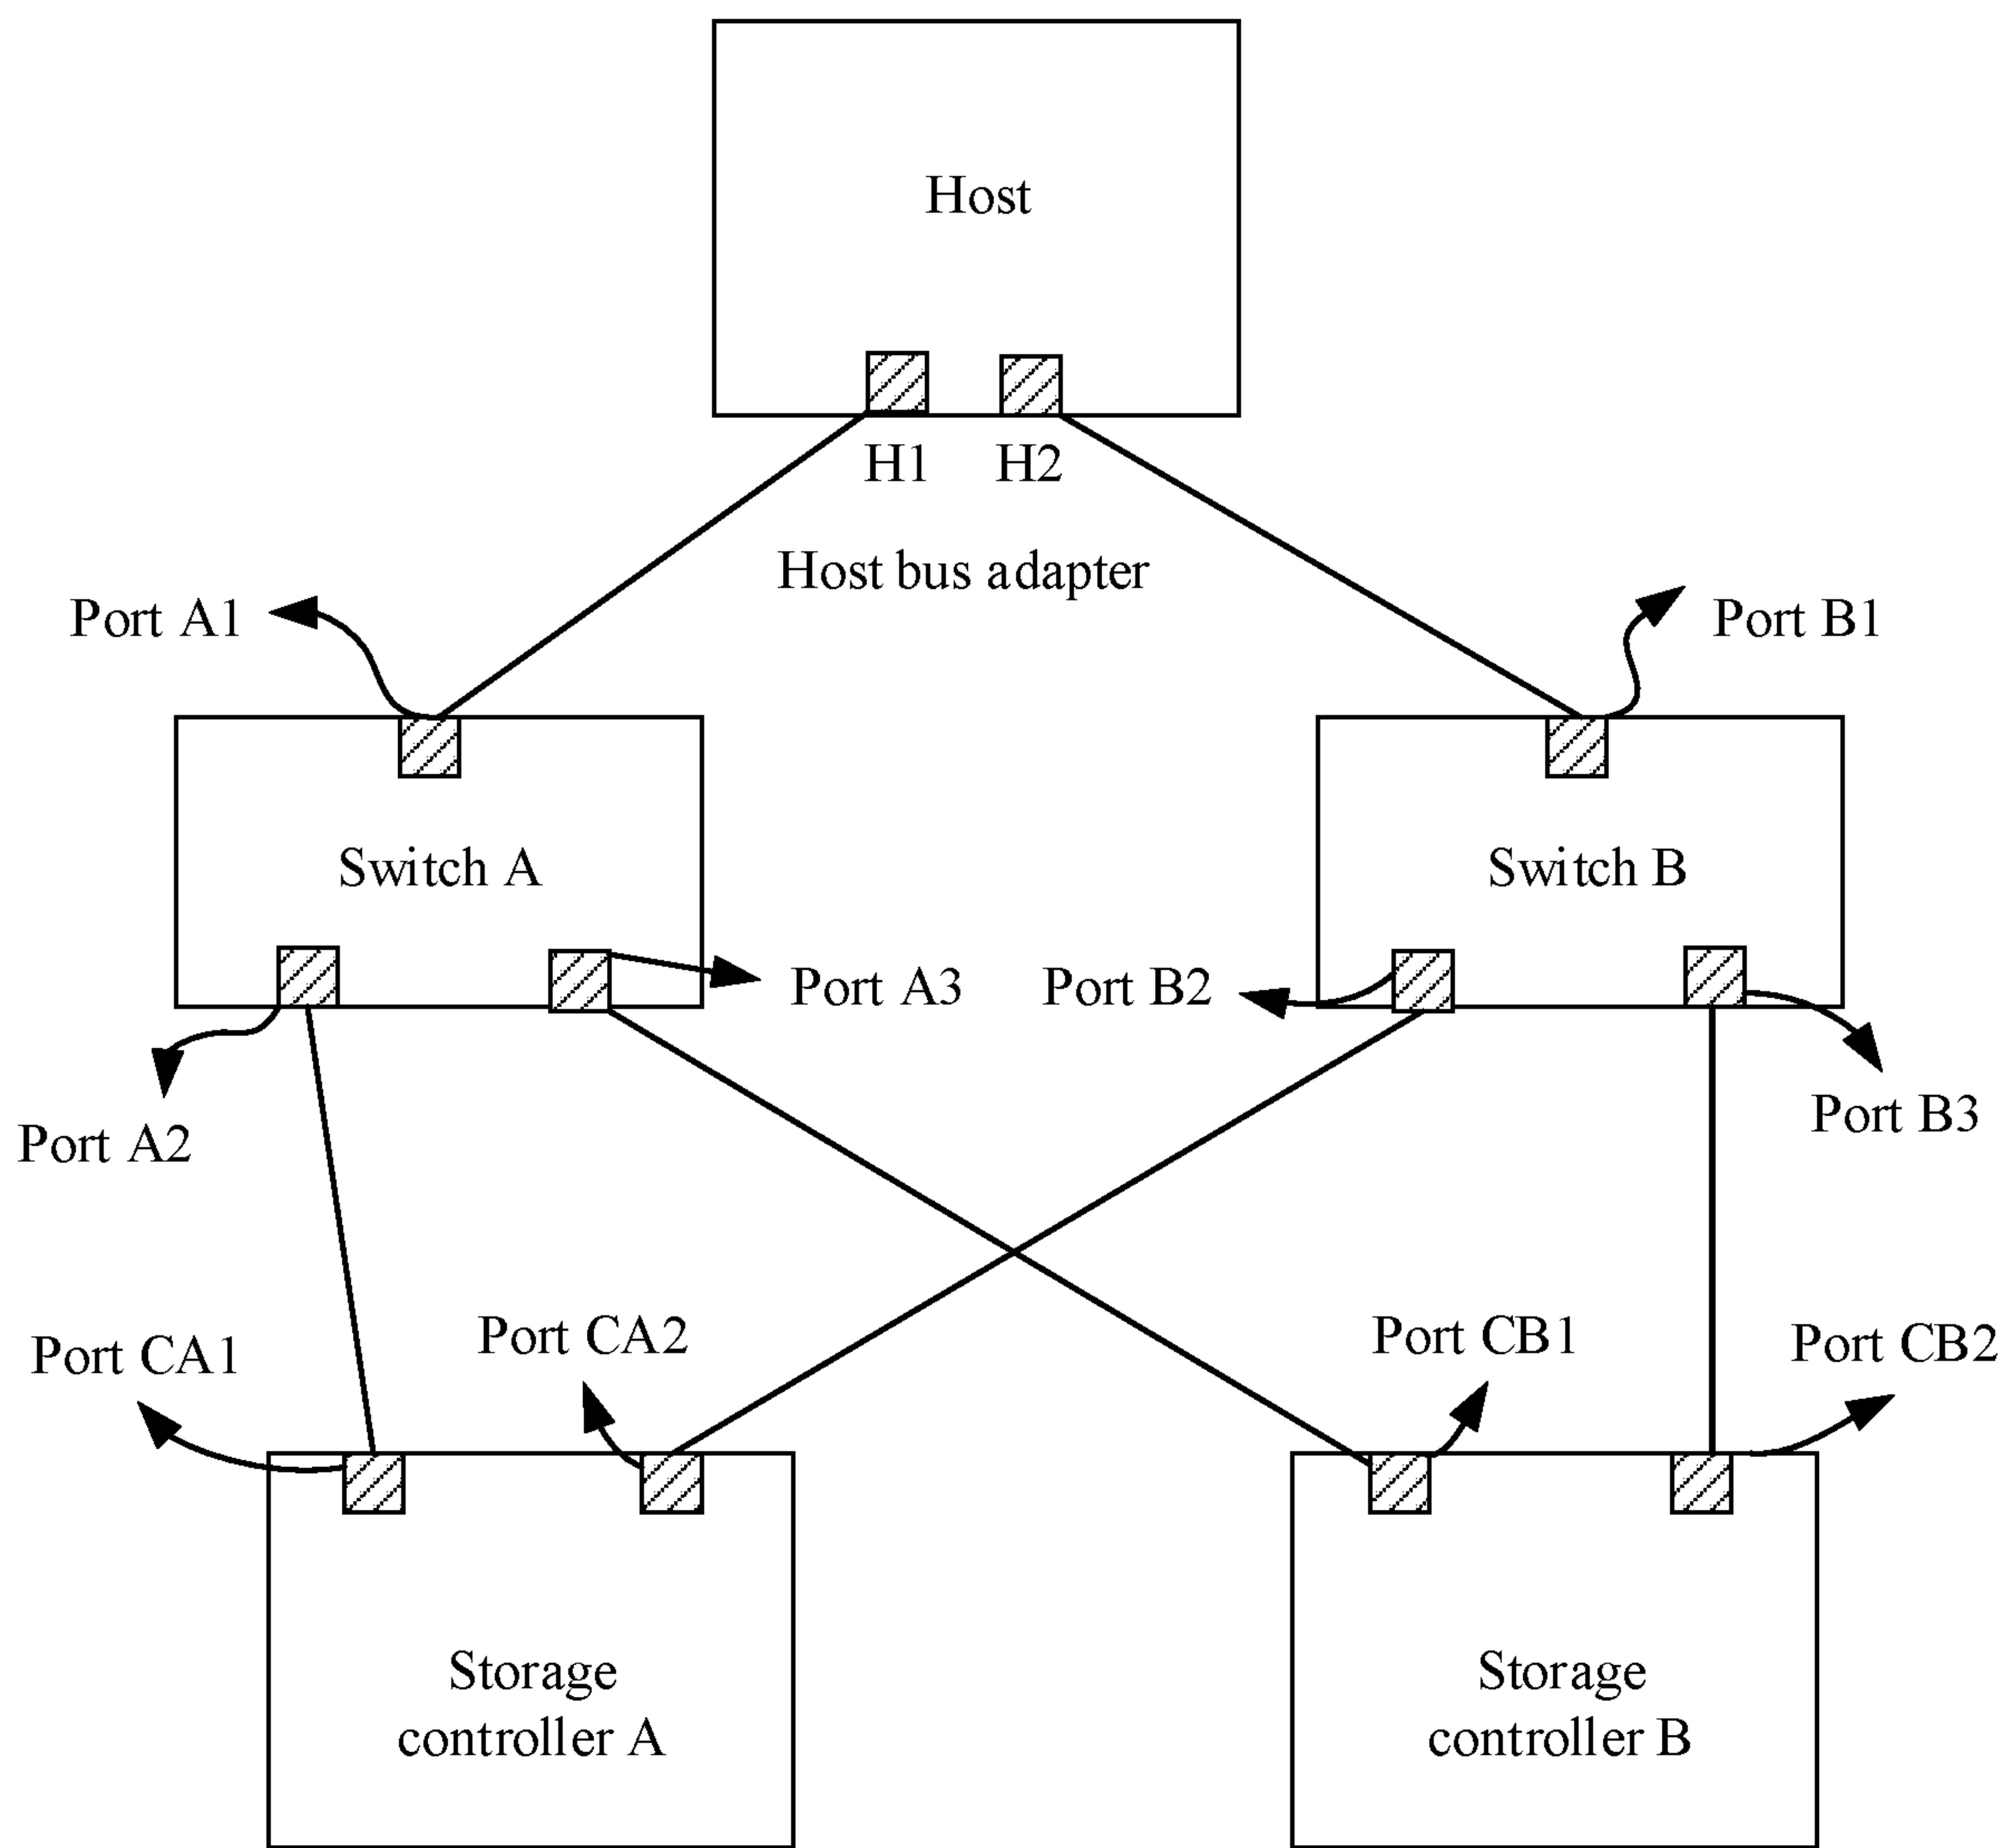 Host
H1 H2
Host bus adapter
Port A1
Port B1
Switch A
Switch B
Port A3
Port B2
Port A2
Port B3
Port CA1
Port CA2
Port CB1
Port CB2
Storage
controller A
Storage
controller B